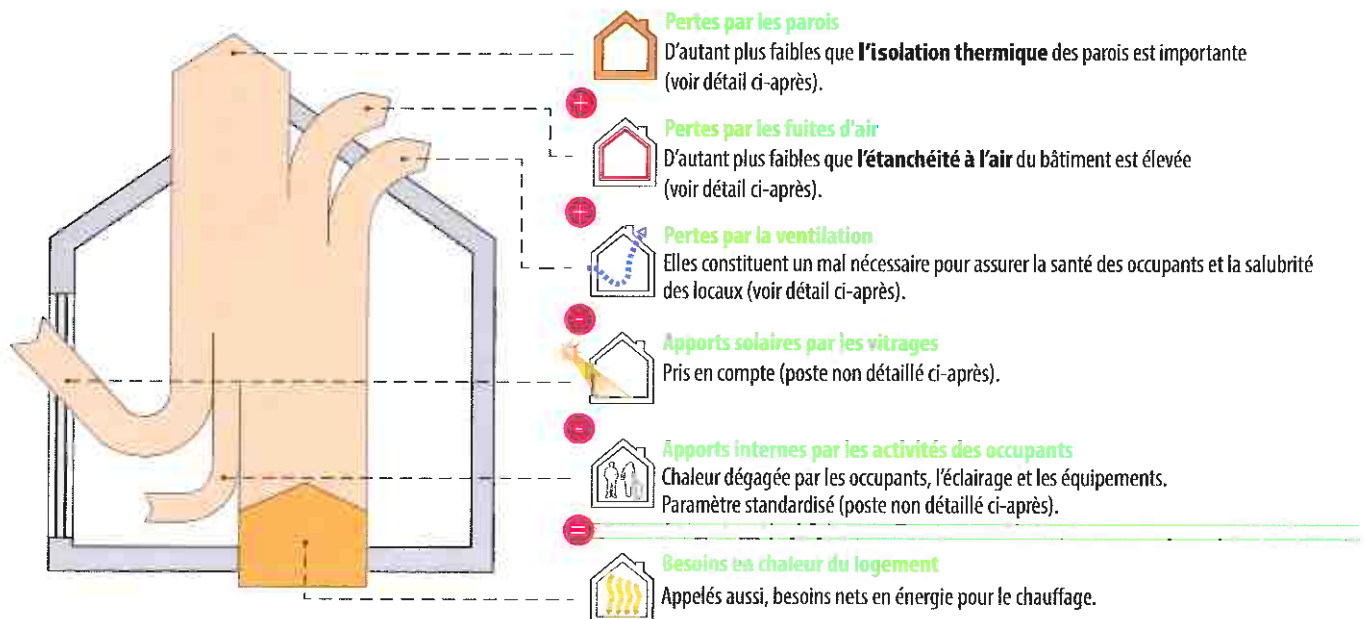 Pertes par les parois
D'autant plus faibles que l'isolation thermique des parois est importante
(voir détail ci-après).
+
Pertes par les fuites d'air
D'autant plus faibles que l'étanchéité à l'air du bâtiment est élevée
(voir détail ci-après).
+
Pertes par la ventilation
Elles constituent un mal nécessaire pour assurer la santé des occupants et la salubrité
des locaux (voir détail ci-après).
-
Apports solaires par les vitrages
Pris en compte (poste non détaillé ci-après).
-
Apports internes par les activités des occupants
Chaleur dégagée par les occupants, l'éclairage et les équipements.
Paramètre standardisé (poste non détaillé ci-après).
=
Besoins en chaleur du logement
Appelés aussi, besoins nets en énergie pour le chauffage.